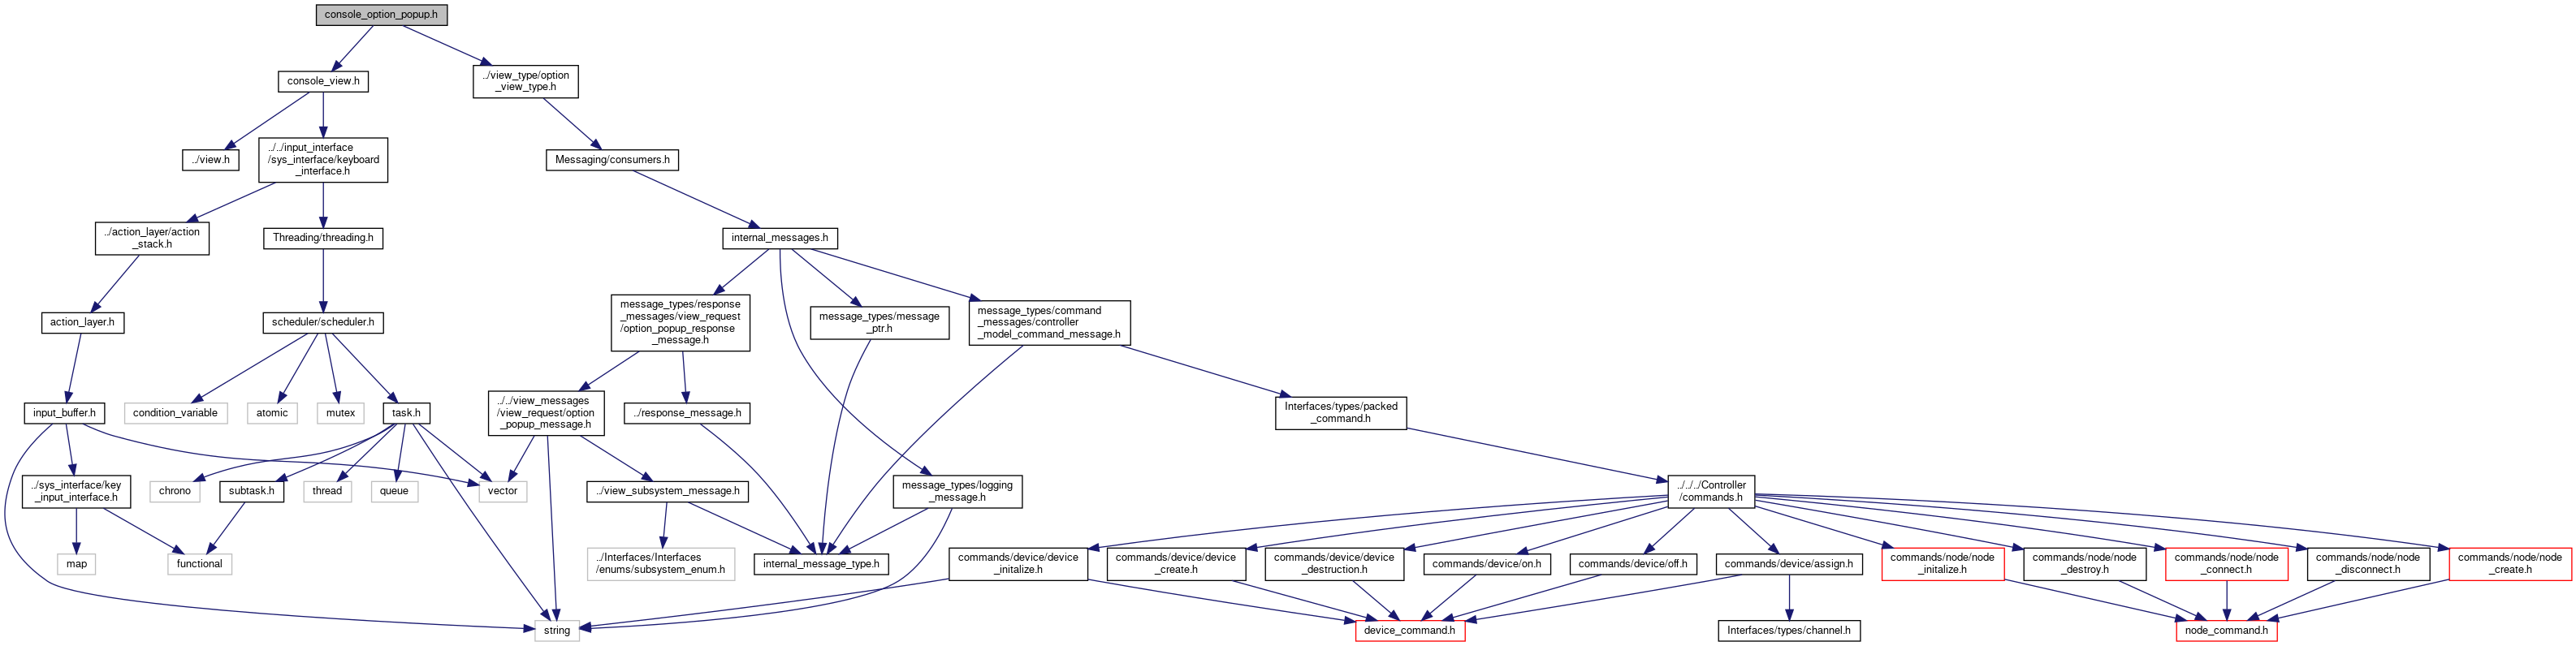 console_option_popup.h
console_view.h
../view_type/option
_view_type.h
../view.h
../../input_interface
/sys_interface/keyboard
_interface.h
Messaging/consumers.h
../action_layer/action
_stack.h
Threading/threading.h
internal_messages.h
action_layer.h
scheduler/scheduler.h
message_types/response
_messages/view_request
/option_popup_response
_message.h
message_types/message
_ptr.h
message_types/command
_messages/controller
_model_command_message.h
input_buffer.h
condition_variable
atomic
mutex
task.h
../../view_messages
/view_request/option
_popup_message.h
../response_message.h
Interfaces/types/packed
_command.h
../sys_interface/key
_input_interface.h
chrono
subtask.h
thread
queue
vector
../view_subsystem_message.h
message_types/logging
_message.h
../../../Controller
/commands.h
map
functional
../Interfaces/Interfaces
/enums/subsystem_enum.h
internal_message_type.h
commands/device/device
_initalize.h
commands/device/device
_create.h
commands/device/device
_destruction.h
commands/device/on.h
commands/device/off.h
commands/device/assign.h
commands/node/node
_initalize.h
commands/node/node
_destroy.h
commands/node/node
_connect.h
commands/node/node
_disconnect.h
commands/node/node
_create.h
string
device_command.h
Interfaces/types/channel.h
node_command.h